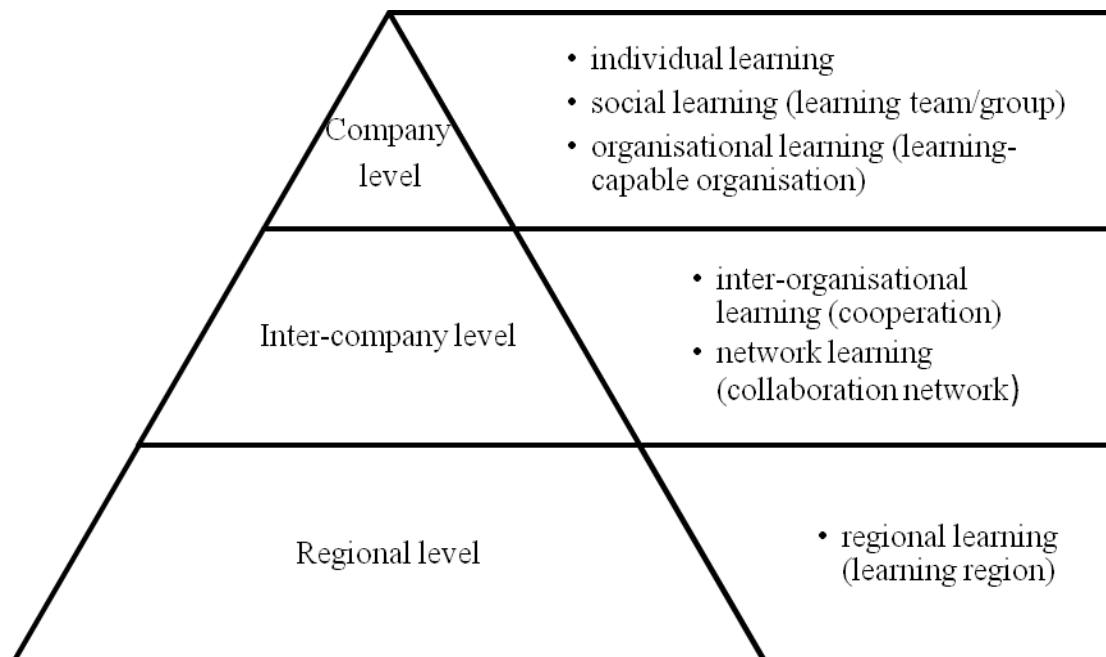 Company
level
• individual learning
• social learning (learning team/group)
• organisational learning (learning-
capable organisation)
Inter-company level
• inter-organisational
learning (cooperation)
• network learning
(collaboration network)
Regional level
• regional learning
(learning region)